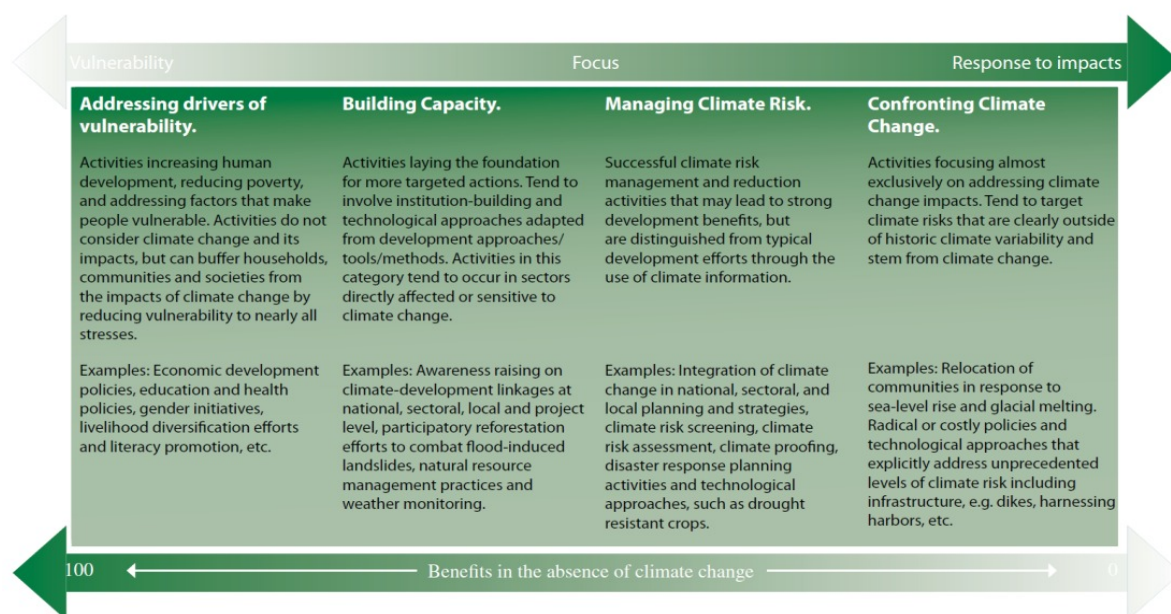 Vulnerability Focus Response to impacts
Addressing drivers of
vulnerability.
Activities increasing human
development, reducing poverty,
and addressing factors that make
people vulnerable. Activities do not
consider climate change and its
impacts, but can buffer households,
communities and societies from
the impacts of climate change by
reducing vulnerability to nearly all
stresses.
Examples: Economic development
policies, education and health
policies, gender initiatives,
livelihood diversification efforts
and literacy promotion, etc.
Building Capacity.
Activities laying the foundation
for more targeted actions. Tend to
involve institution-building and
technological approaches adapted
from development approaches/
tools/methods. Activities in this
category tend to occur in sectors
directly affected or sensitive to
climate change.
Examples: Awareness raising on
climate-development linkages at
national, sectoral, local and project
level, participatory reforestation
efforts to combat flood-induced
landslides, natural resource
management practices and
weather monitoring.
Managing Climate Risk.
Successful climate risk
management and reduction
activities that may lead to strong
development benefits, but
are distinguished from typical
development efforts through the
use of climate information.
Examples: Integration of climate
change in national, sectoral, and
local planning and strategies,
climate risk screening, climate
risk assessment, climate proofing,
disaster response planning
activities and technological
approaches, such as drought
resistant crops.
Confronting Climate
Change.
Activities focusing almost
exclusively on addressing climate
change impacts. Tend to target
climate risks that are clearly outside
of historic climate variability and
stem from climate change.
Examples: Relocation of
communities in response to
sea-level rise and glacial melting.
Radical or costly policies and
technological approaches that
explicitly address unprecedented
levels of climate risk including
infrastructure, e.g. dikes, harnessing
harbors, etc.
100 Benefits in the absence of climate change 0